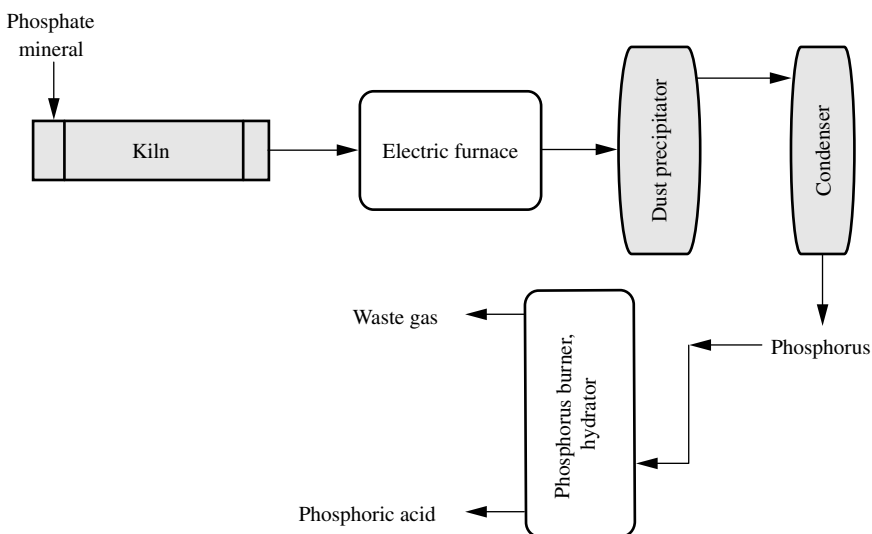 Phosphate
mineral
Kiln
Electric furnace
Dust precipitator
Condenser
Phosphorus
Phosphorus burner,
hydrator
Waste gas
Phosphoric acid